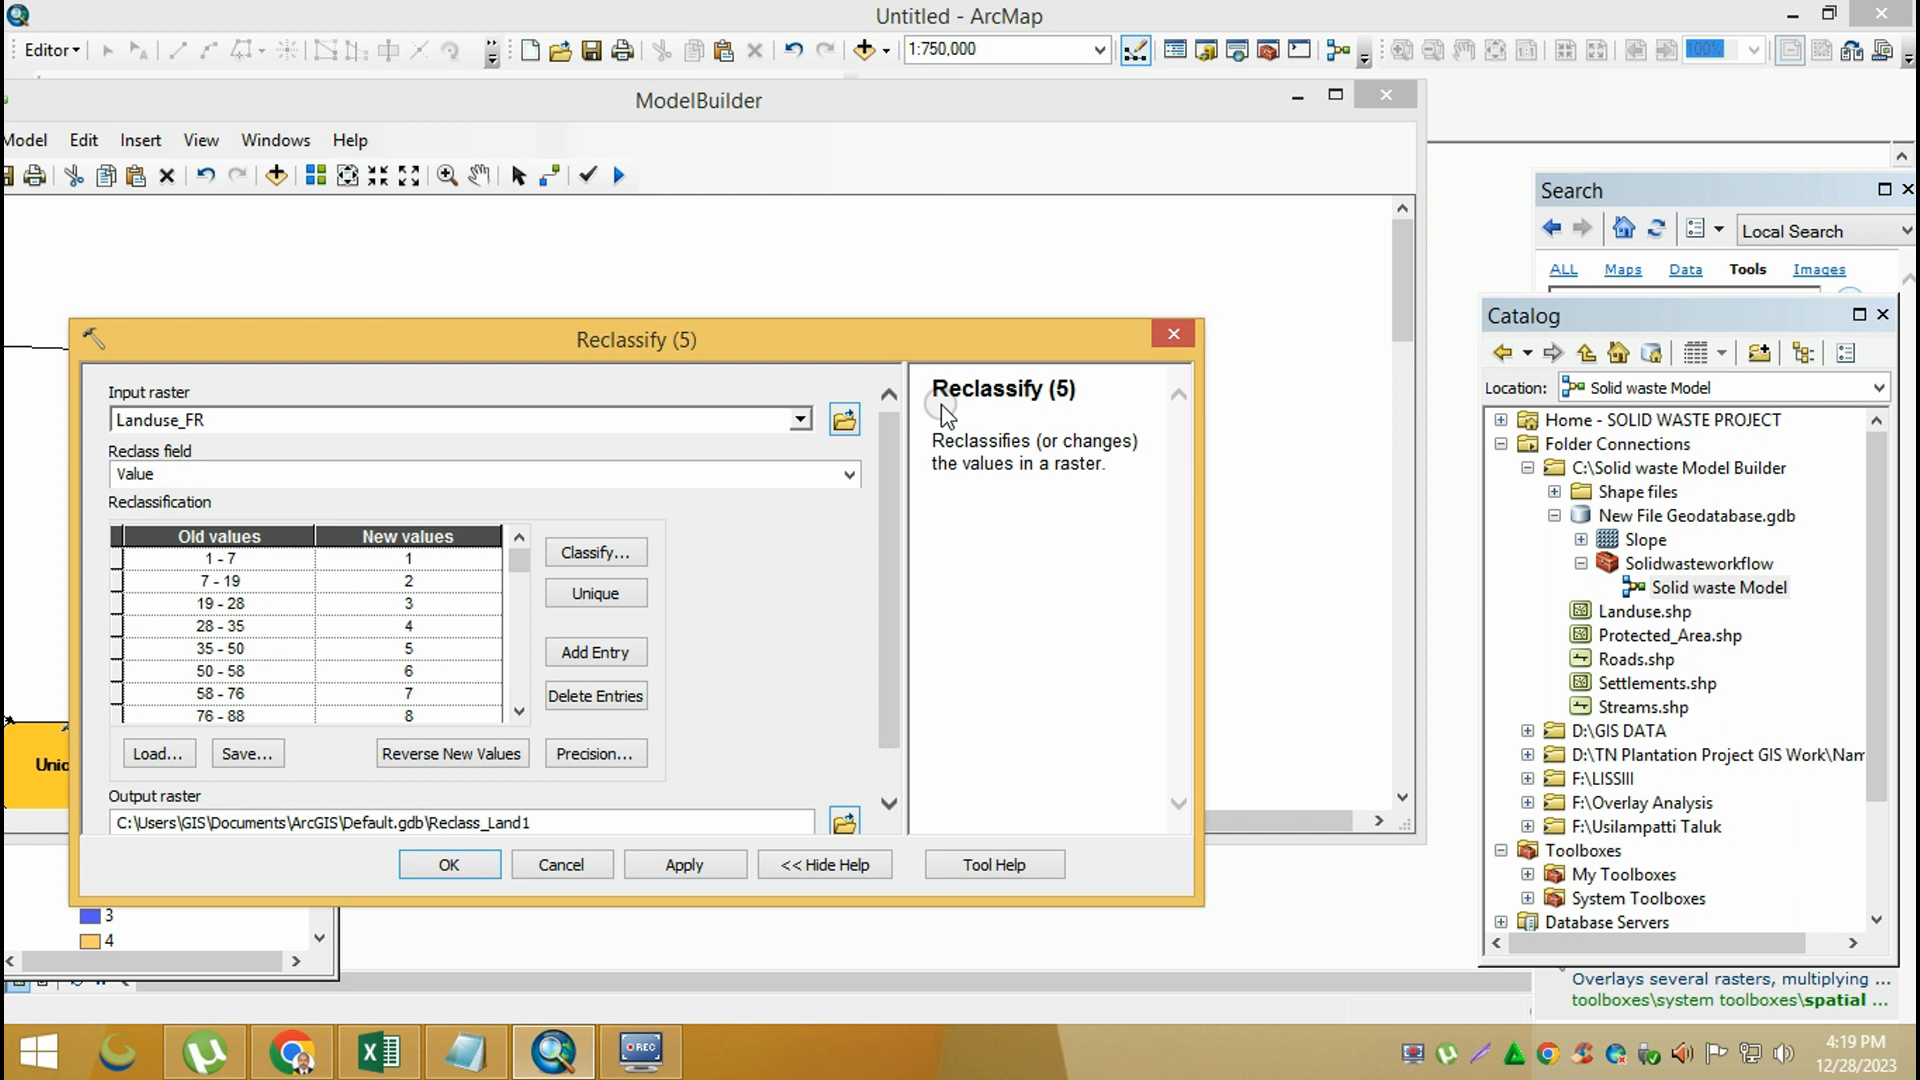 Untitled - ArcMap
Editor
1:750,000
100%
ModelBuilder
Model Edit Insert View Windows Help
Search
Local Search
ALL Maps Data Tools Images
Catalog
Location: Solid waste Model
Home - SOLID WASTE PROJECT
Folder Connections
C:\Solid waste Model Builder
Shape files
New File Geodatabase.gdb
Slope
Solidwasteworkflow
Solid waste Model
Landuse.shp
Protected_Area.shp
Roads.shp
Settlements.shp
Streams.shp
D:\GIS DATA
D:\TN Plantation Project GIS Work\Nam
F:\LISSIII
F:\Overlay Analysis
F:\Usilampatti Taluk
Toolboxes
My Toolboxes
System Toolboxes
Database Servers
Overlays several rasters, multiplying ...
toolboxes\system toolboxes\spatial ...
Reclassify (5)
Input raster
Landuse_FR
Reclass field
Value
Reclassification
Old values New values
1 - 7 1
7 - 19 2
19 - 28 3
28 - 35 4
35 - 50 5
50 - 58 6
58 - 76 7
76 - 88 8
Classify...
Unique
Add Entry
Delete Entries
Load... Save... Reverse New Values Precision...
Output raster
C:\Users\GIS\Documents\ArcGIS\Default.gdb\Reclass_Land1
OK Cancel Apply << Hide Help Tool Help
Reclassify (5)
Reclassifies (or changes)
the values in a raster.
3
4
REC
4:19 PM
12/28/2023